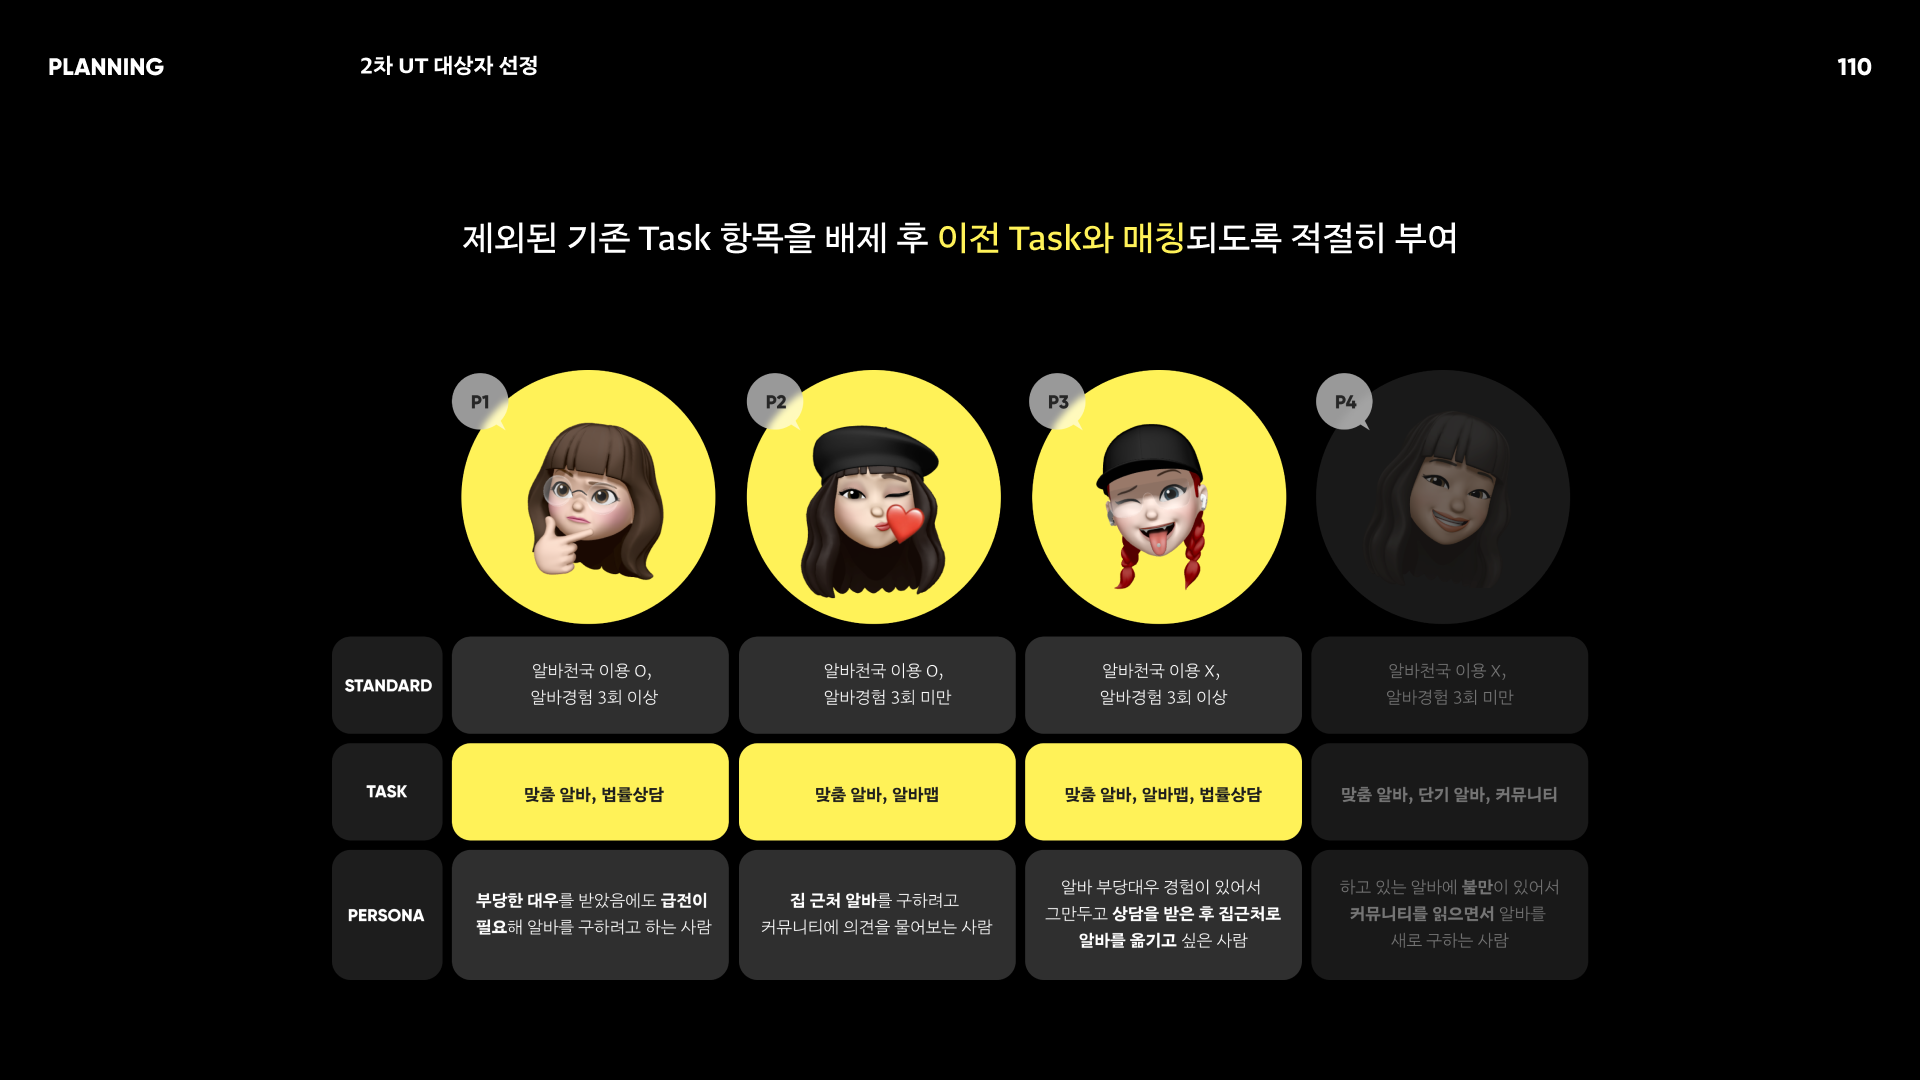 PLANNING
2차 UT 대상자 선정
110
제외된 기존 Task 항목을 배제 후 이전 Task와 매칭되도록 적절히 부여
P1
P2
P3
P4
STANDARD
알바천국 이용 O,
알바경험 3회 이상
알바천국 이용 O,
알바경험 3회 미만
알바천국 이용 X,
알바경험 3회 이상
알바천국 이용 X,
알바경험 3회 미만
TASK
맞춤 알바, 법률상담
맞춤 알바, 알바맵
맞춤 알바, 알바맵, 법률상담
맞춤 알바, 단기 알바, 커뮤니티
PERSONA
부당한 대우를 받았음에도 급전이
필요해 알바를 구하려고 하는 사람
집 근처 알바를 구하려고
커뮤니티에 의견을 물어보는 사람
알바 부당대우 경험이 있어서
그만두고 상담을 받은 후 집근처로
알바를 옮기고 싶은 사람
하고 있는 알바에 불만이 있어서
커뮤니티를 읽으면서 알바를
새로 구하는 사람